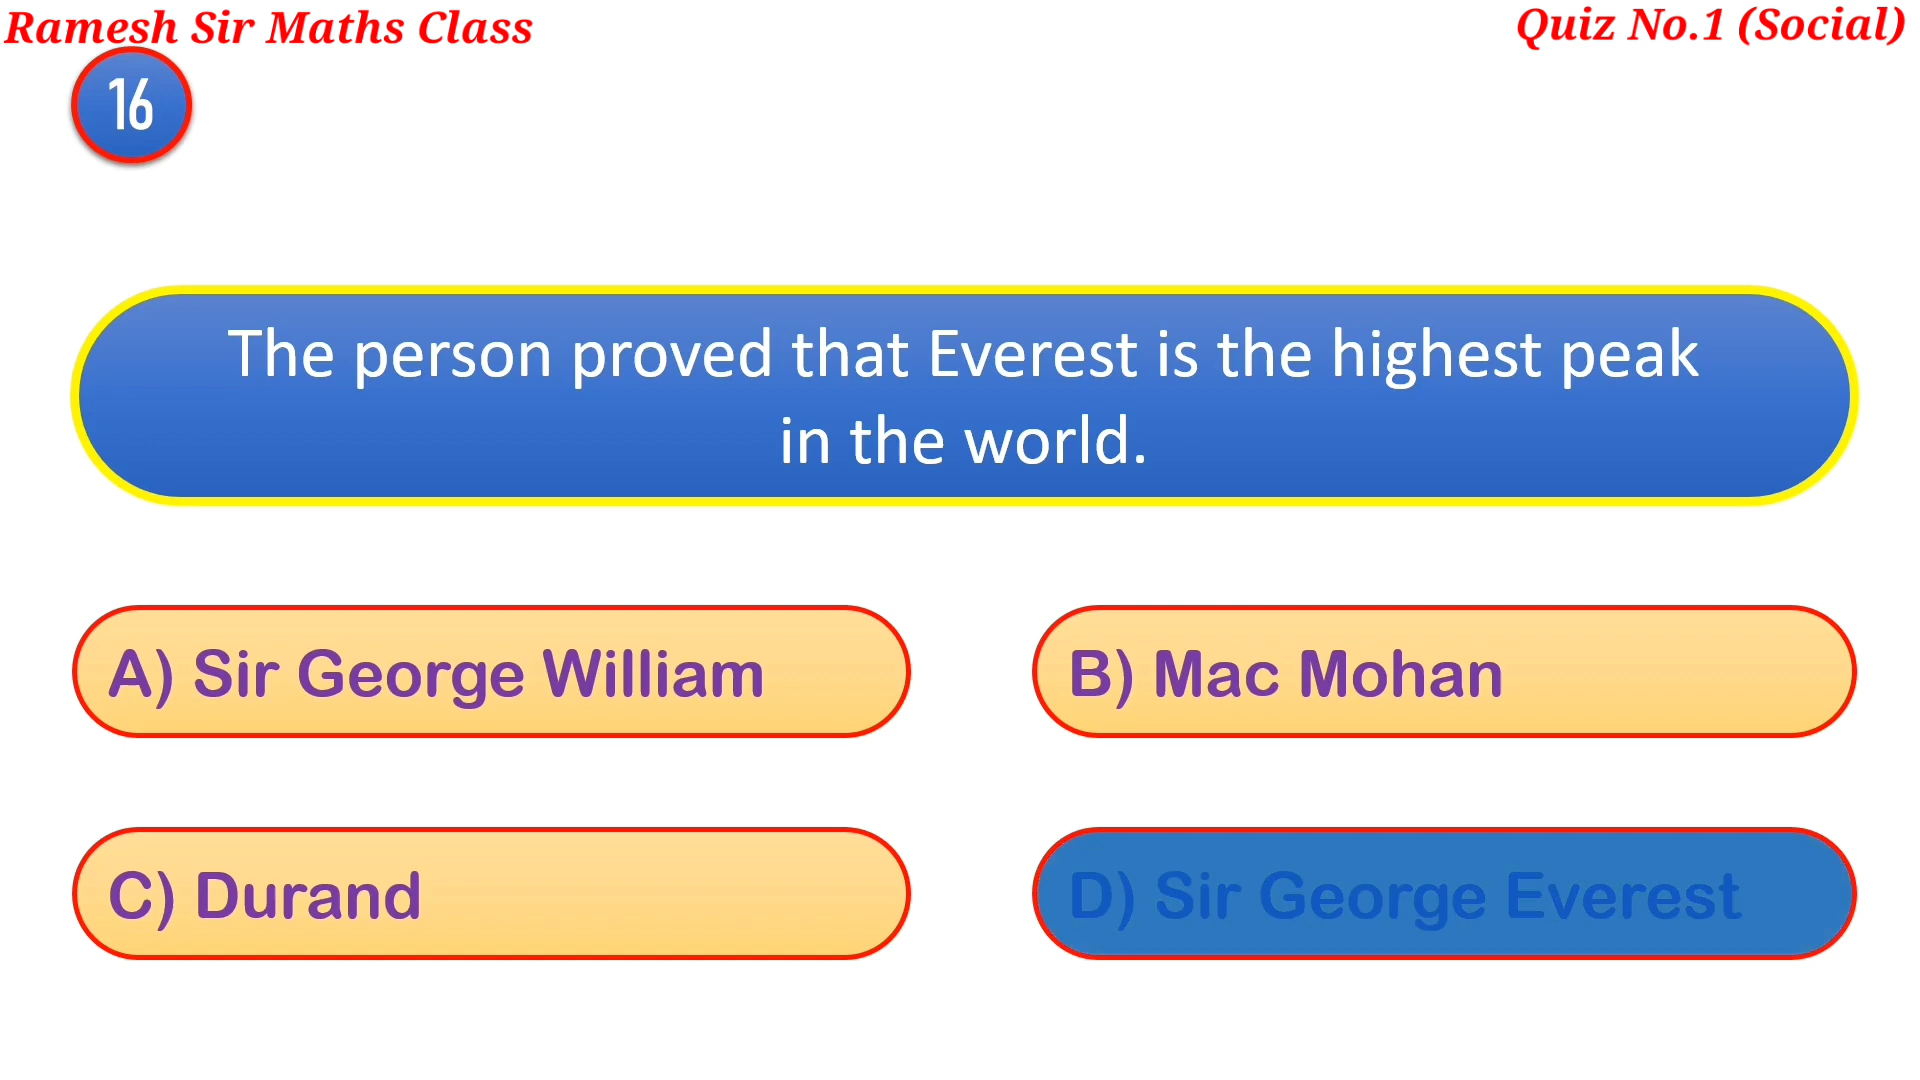 Ramesh Sir Maths Class
Quiz No.1 (Social)
16
The person proved that Everest is the highest peak
in the world.
A) Sir George William
B) Mac Mohan
C) Durand
D) Sir George Everest